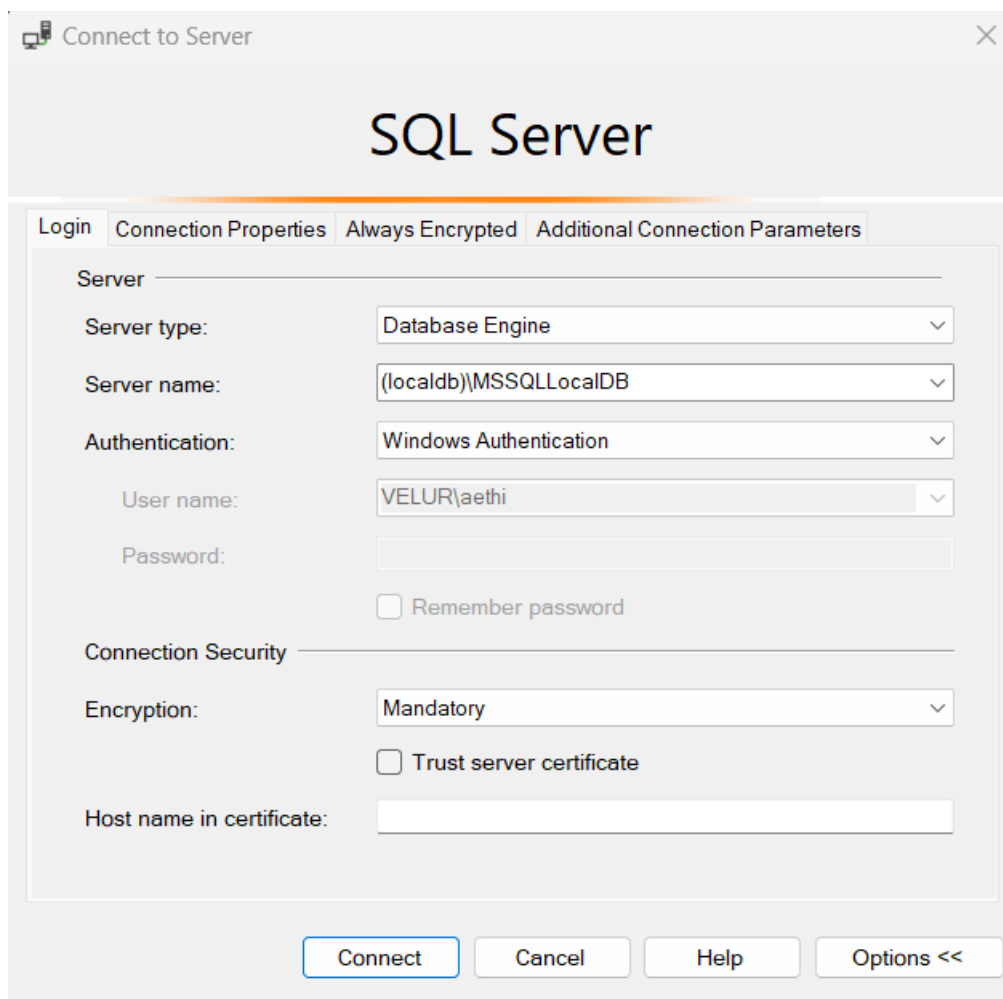 Connect to Server
SQL Server
Login Connection Properties Always Encrypted Additional Connection Parameters
Server
Server type: Database Engine
Server name: (localdb)\MSSQLLocalDB
Authentication: Windows Authentication
User name: VELUR\aethi
Password:
Remember password
Connection Security
Encryption: Mandatory
Trust server certificate
Host name in certificate:
Connect Cancel Help Options <<